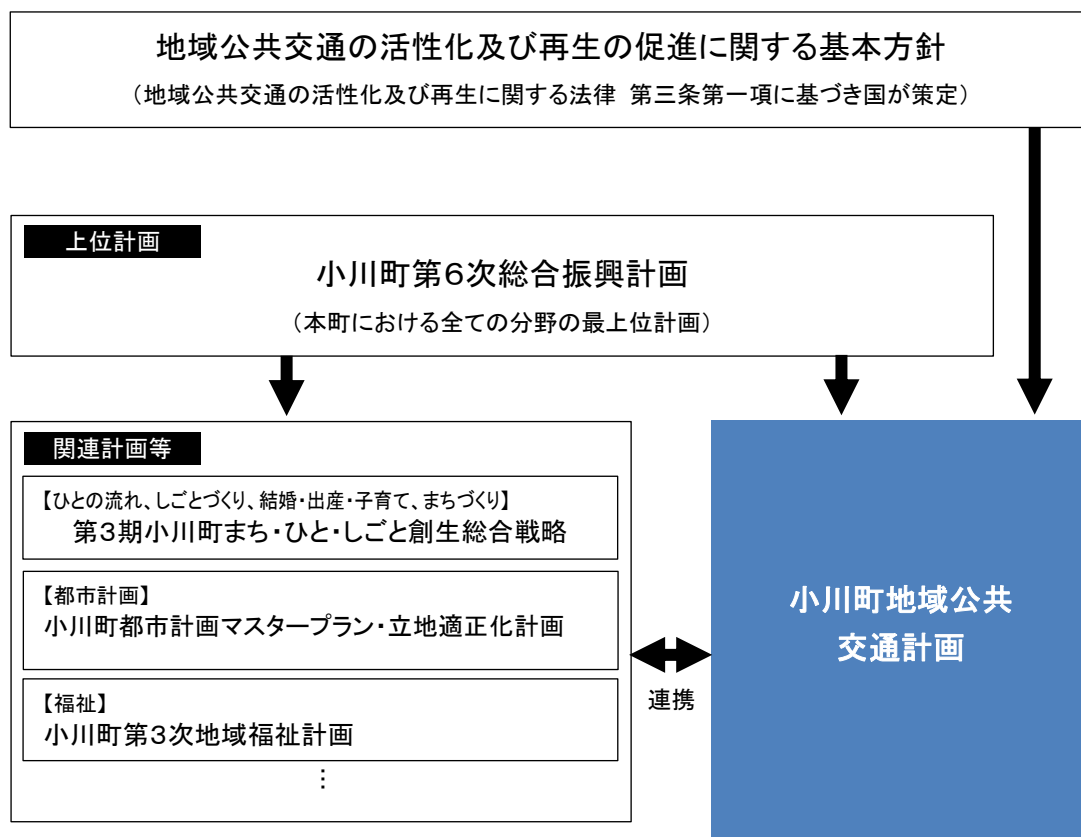 地域公共交通の活性化及び再生の促進に関する基本方針
（地域公共交通の活性化及び再生に関する法律 第三条第一項に基づき国が策定）
上位計画
小川町第６次総合振興計画
（本町における全ての分野の最上位計画）
関連計画等
【ひとの流れ、しごとづくり、結婚・出産・子育て、まちづくり】
第３期小川町まち・ひと・しごと創生総合戦略
【都市計画】
小川町都市計画マスタープラン・立地適正化計画
【福祉】
小川町第３次地域福祉計画
…
連携
小川町地域公共
交通計画